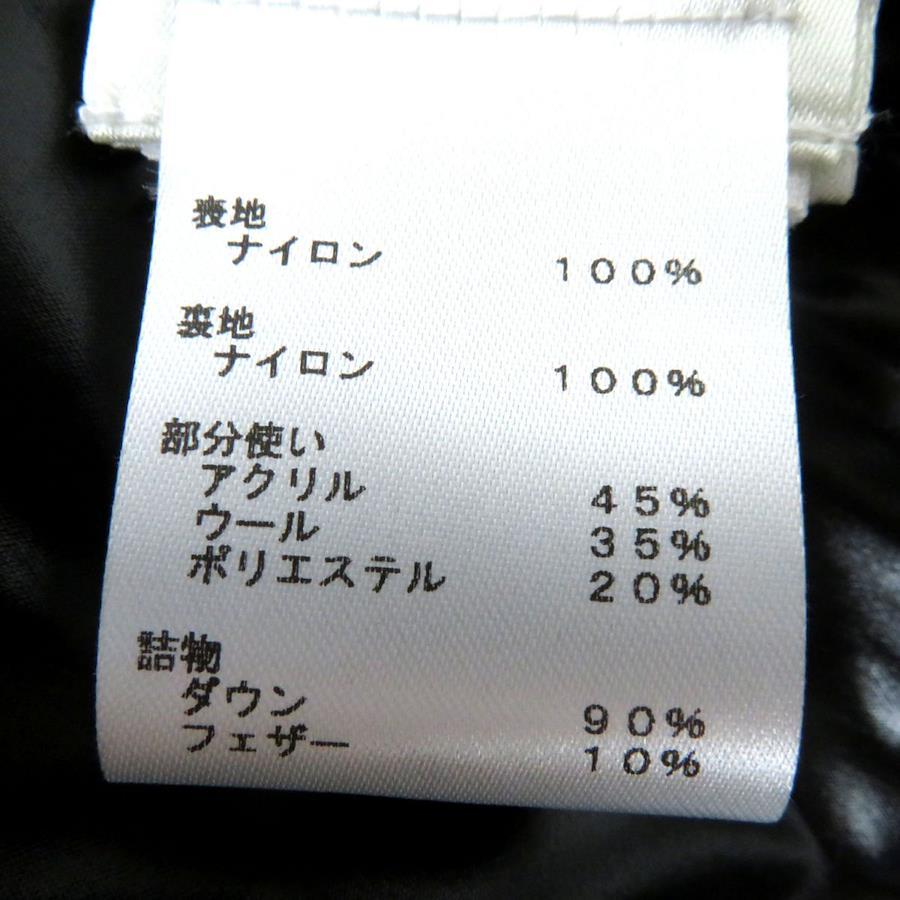 表地
ナイロン 100%
裏地
ナイロン 100%
部分使い
アクリル 45%
ウール 35%
ポリエステル 20%
詰物
ダウン 90%
フェザー 10%